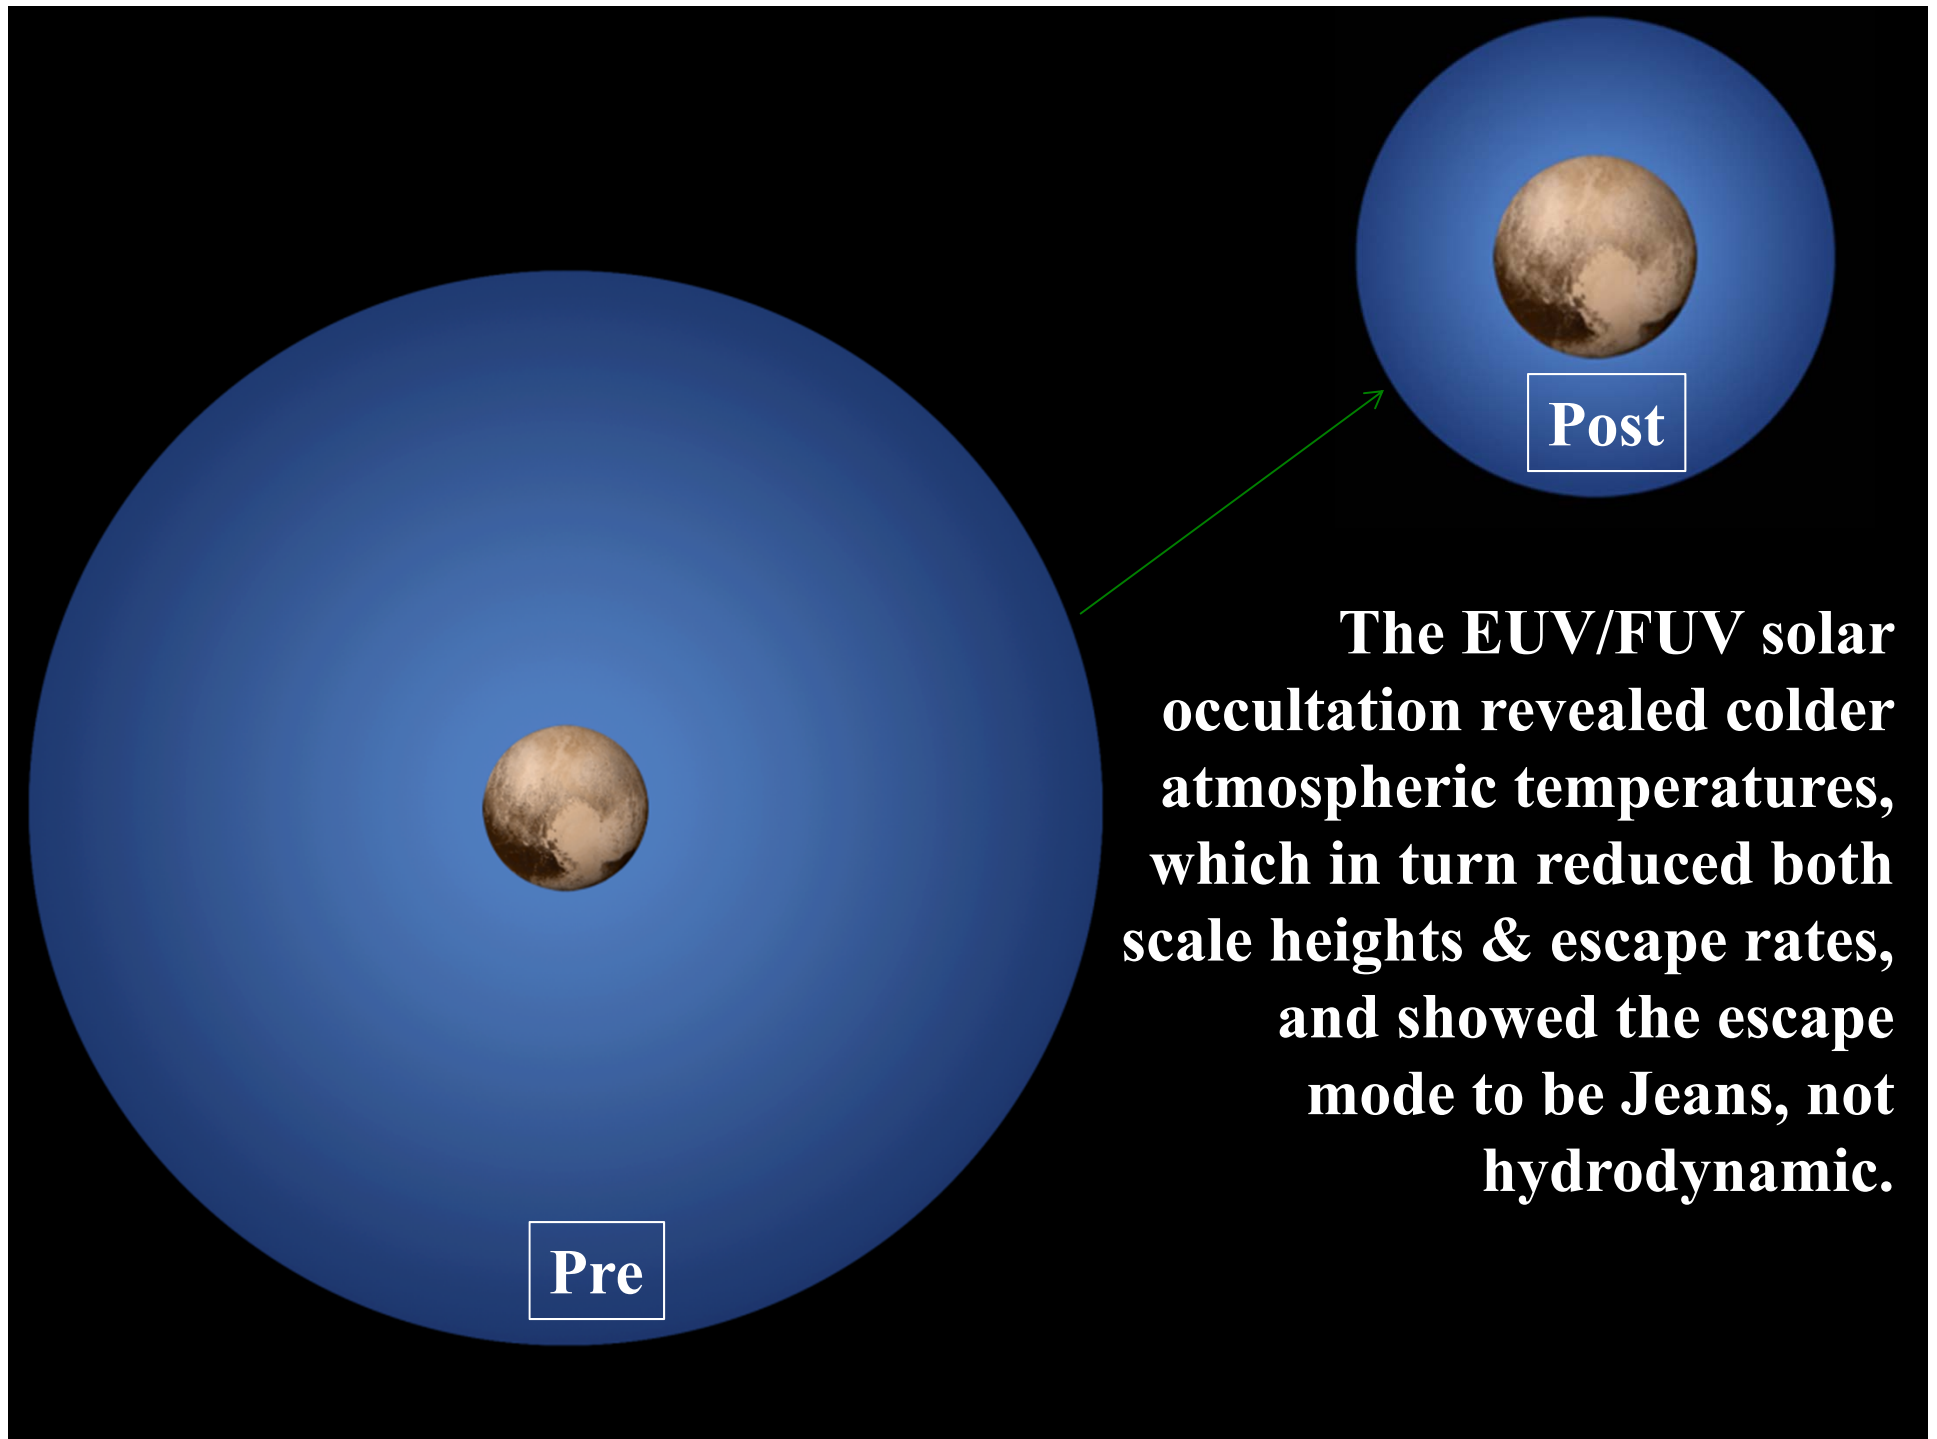 Post
The EUV/FUV solar
occultation revealed colder
atmospheric temperatures,
which in turn reduced both
scale heights & escape rates,
and showed the escape
mode to be Jeans, not
hydrodynamic.
Pre